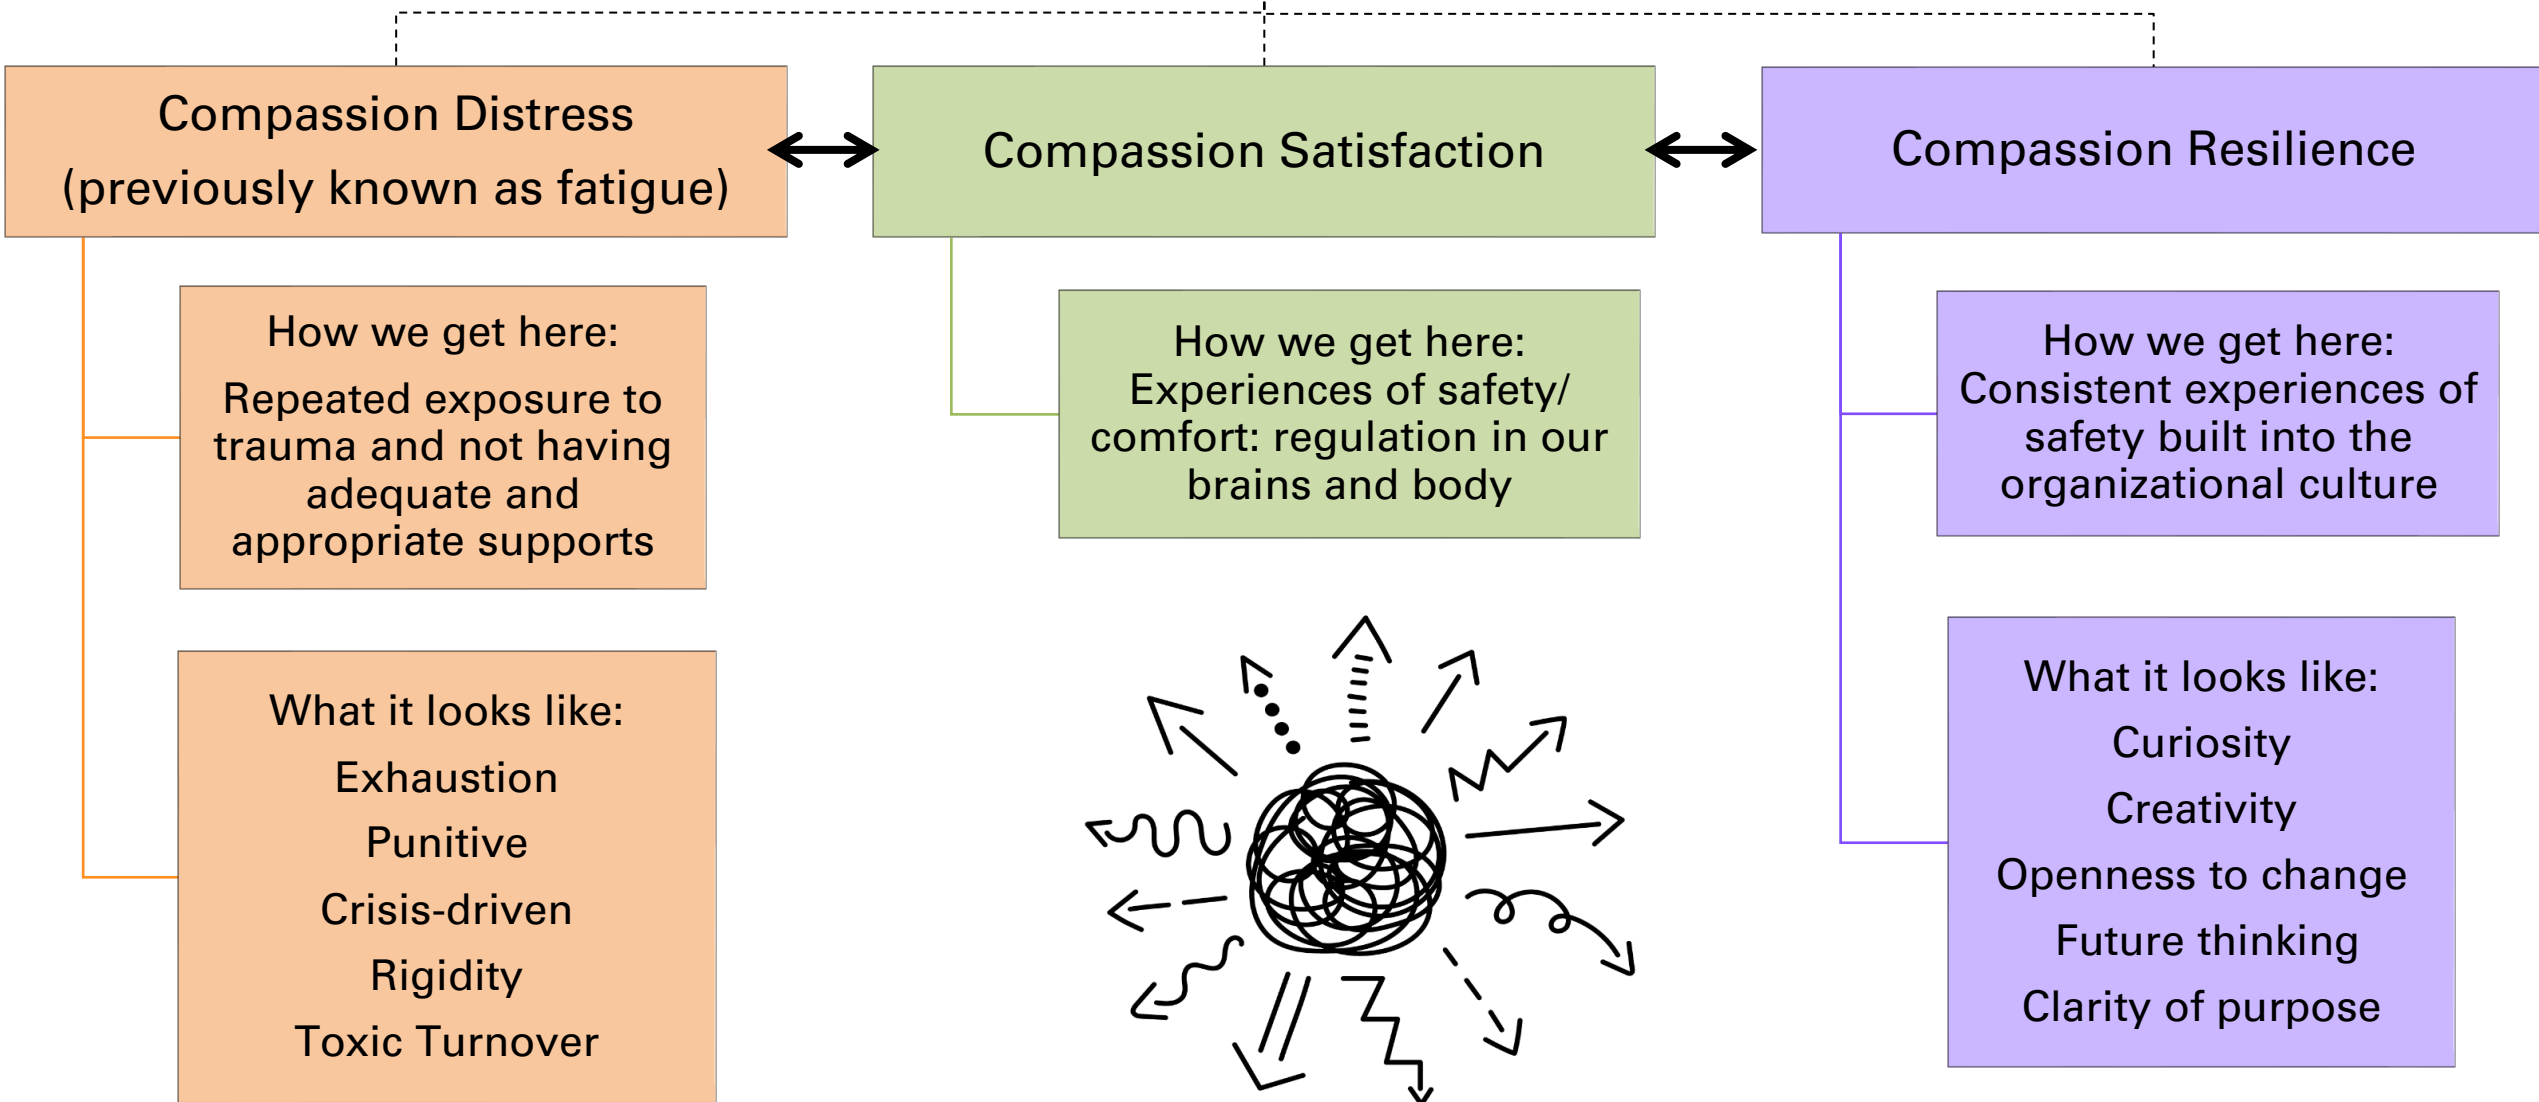 Compassion Distress
(previously known as fatigue)
How we get here:
Repeated exposure to
trauma and not having
adequate and
appropriate supports
What it looks like:
Exhaustion
Punitive
Crisis-driven
Rigidity
Toxic Turnover
Compassion Satisfaction
How we get here:
Experiences of safety/
comfort: regulation in our
brains and body
Compassion Resilience
How we get here:
Consistent experiences of
safety built into the
organizational culture
What it looks like:
Curiosity
Creativity
Openness to change
Future thinking
Clarity of purpose